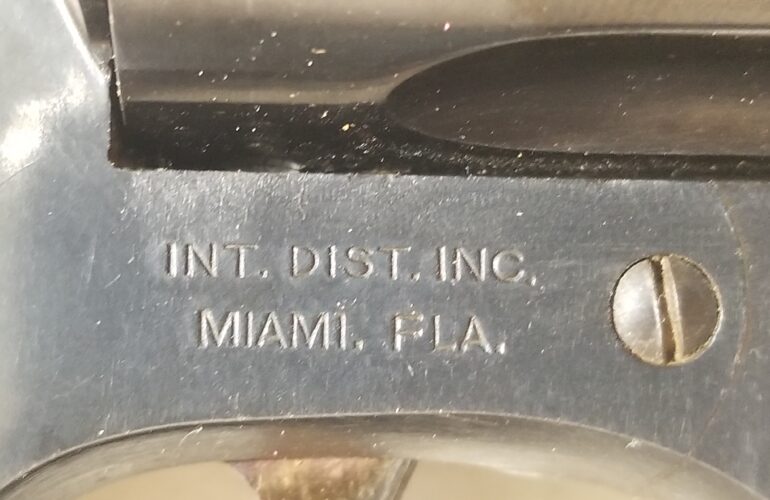 INT. DIST. INC.
MIAMI. FLA.